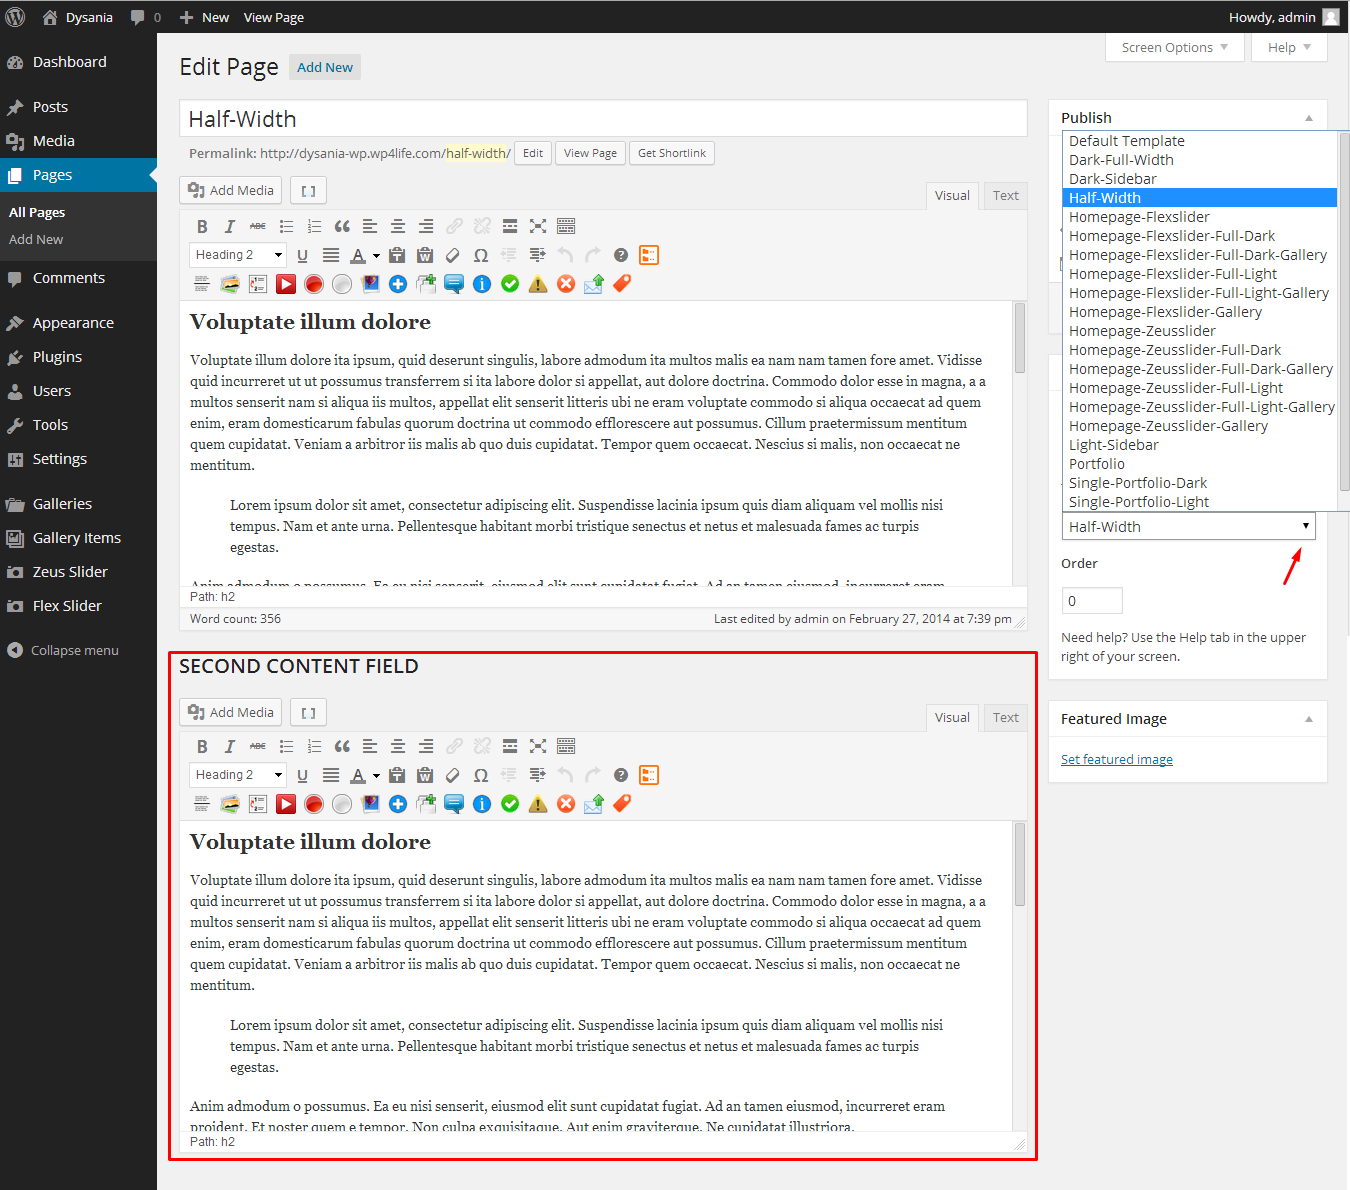 Dysania
0
New
View Page
Howdy, admin
Dashboard
Posts
Media
Pages
All Pages
Add New
Comments
Appearance
Plugins
Users
Tools
Settings
Galleries
Gallery Items
Zeus Slider
Flex Slider
Collapse menu
Screen Options
Help
Edit Page
Add New
Half-Width
Permalink: http://dysania-wp.wp4life.com/half-width/
Edit
View Page
Get Shortlink
Add Media
[ ]
Visual
Text
B I ABC
Heading 2
U
A
Voluptate illum dolore
Voluptate illum dolore ita ipsum, quid deserunt singulis, labore admodum ita multos malis ea nam nam tamen fore amet. Vidisse
quid incurreret ut ut possumus transferrem si ita labore dolor si appellat, aut dolore doctrina. Commodo dolor esse in magna, a a
multos senserit nam si aliqua iis multos, appellat elit senserit litteris ubi ne eram voluptate commodo si aliqua occaecat ad quem
enim, eram domesticarum fabulas quorum doctrina ut commodo efflorescere aut possumus. Cillum praetermissum mentitum
quem cupidatat. Veniam a arbitror iis malis ab quo duis cupidatat. Tempor quem occaecat. Nescius si malis, non occaecat ne
mentitum.
Lorem ipsum dolor sit amet, consectetur adipiscing elit. Suspendisse lacinia ipsum quis diam aliquam vel mollis nisi
tempus. Nam et ante urna. Pellentesque habitant morbi tristique senectus et netus et malesuada fames ac turpis
egestas.
Anim admodum o possumus. Ea eu nisi senserit, eiusmod elit sunt cupidatat fugiat. Ad an tamen eiusmod, incurreret eram
Path: h2
Word count: 356
Last edited by admin on February 27, 2014 at 7:39 pm
SECOND CONTENT FIELD
Add Media
[ ]
Visual
Text
B I ABC
Heading 2
U
A
Voluptate illum dolore
Voluptate illum dolore ita ipsum, quid deserunt singulis, labore admodum ita multos malis ea nam nam tamen fore amet. Vidisse
quid incurreret ut ut possumus transferrem si ita labore dolor si appellat, aut dolore doctrina. Commodo dolor esse in magna, a a
multos senserit nam si aliqua iis multos, appellat elit senserit litteris ubi ne eram voluptate commodo si aliqua occaecat ad quem
enim, eram domesticarum fabulas quorum doctrina ut commodo efflorescere aut possumus. Cillum praetermissum mentitum
quem cupidatat. Veniam a arbitror iis malis ab quo duis cupidatat. Tempor quem occaecat. Nescius si malis, non occaecat ne
mentitum.
Lorem ipsum dolor sit amet, consectetur adipiscing elit. Suspendisse lacinia ipsum quis diam aliquam vel mollis nisi
tempus. Nam et ante urna. Pellentesque habitant morbi tristique senectus et netus et malesuada fames ac turpis
egestas.
Anim admodum o possumus. Ea eu nisi senserit, eiusmod elit sunt cupidatat fugiat. Ad an tamen eiusmod, incurreret eram
proident. Et noster quem e tempor. Non culpa exquisitaque. Aut enim graviterque. Ne cupidatat illustriora.
Path: h2
Publish
Default Template
Dark-Full-Width
Dark-Sidebar
Half-Width
Homepage-Flexslider
Homepage-Flexslider-Full-Dark
Homepage-Flexslider-Full-Dark-Gallery
Homepage-Flexslider-Full-Light
Homepage-Flexslider-Full-Light-Gallery
Homepage-Flexslider-Gallery
Homepage-Zeusslider
Homepage-Zeusslider-Full-Dark
Homepage-Zeusslider-Full-Dark-Gallery
Homepage-Zeusslider-Full-Light
Homepage-Zeusslider-Full-Light-Gallery
Homepage-Zeusslider-Gallery
Light-Sidebar
Portfolio
Single-Portfolio-Dark
Single-Portfolio-Light
Half-Width
Order
0
Need help? Use the Help tab in the upper
right of your screen.
Featured Image
Set featured image